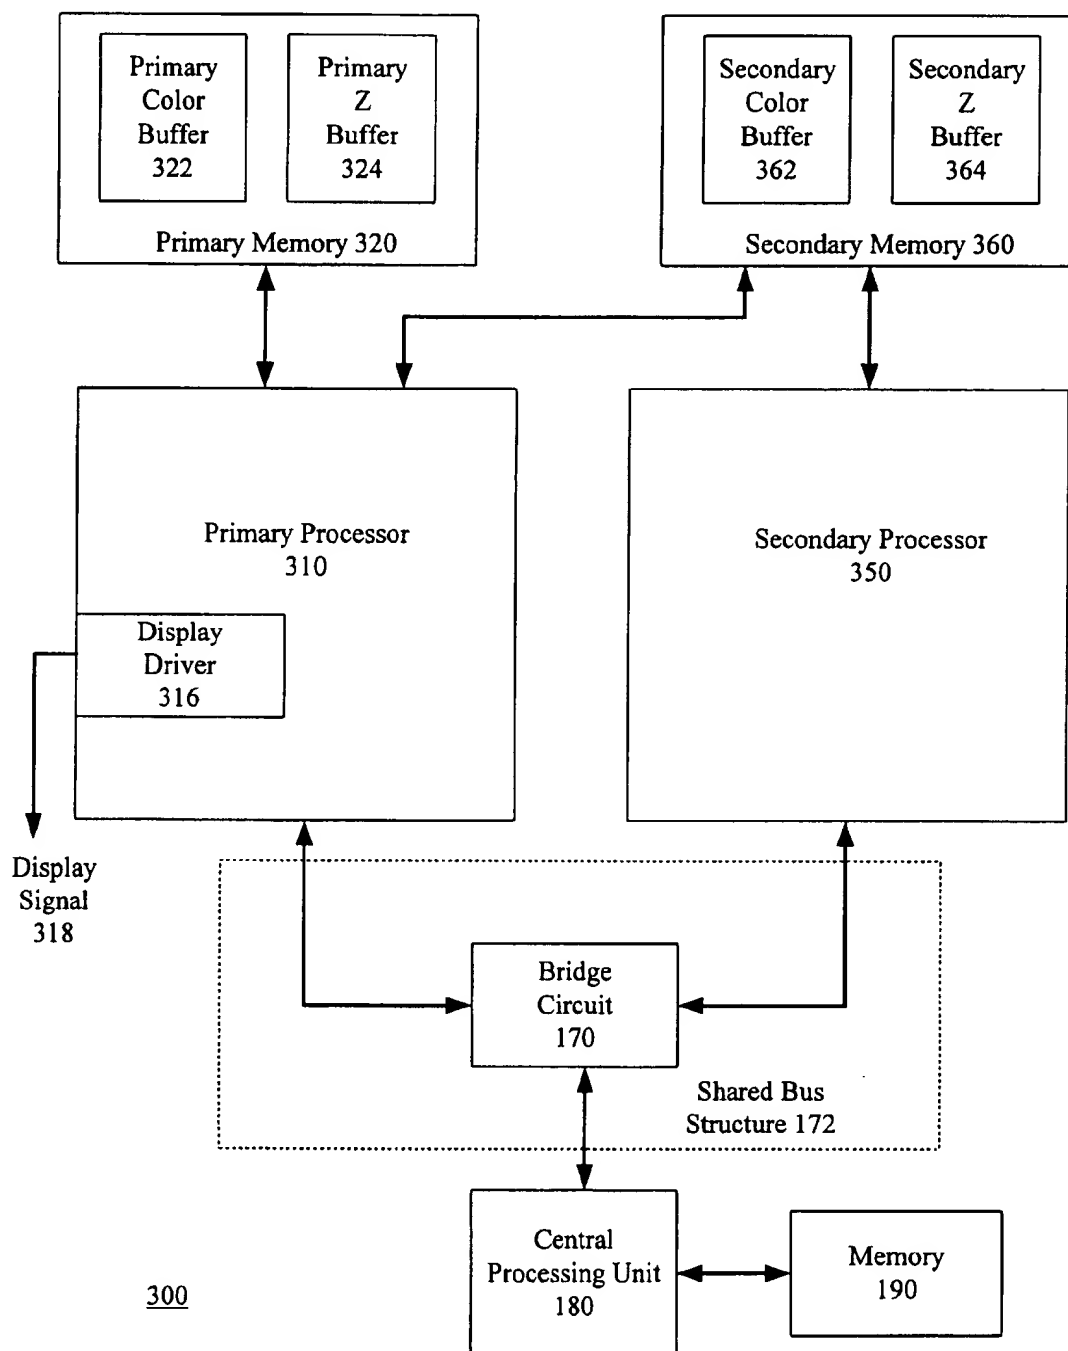 Primary
Color
Buffer
322
Primary
Z
Buffer
324
Primary Memory 320
Secondary
Color
Buffer
362
Secondary
Z
Buffer
364
Secondary Memory 360
Primary Processor
310
Secondary Processor
350
Display
Driver
316
Display
Signal
318
Bridge
Circuit
170
Shared Bus
Structure 172
Central
Processing Unit
180
Memory
190
300